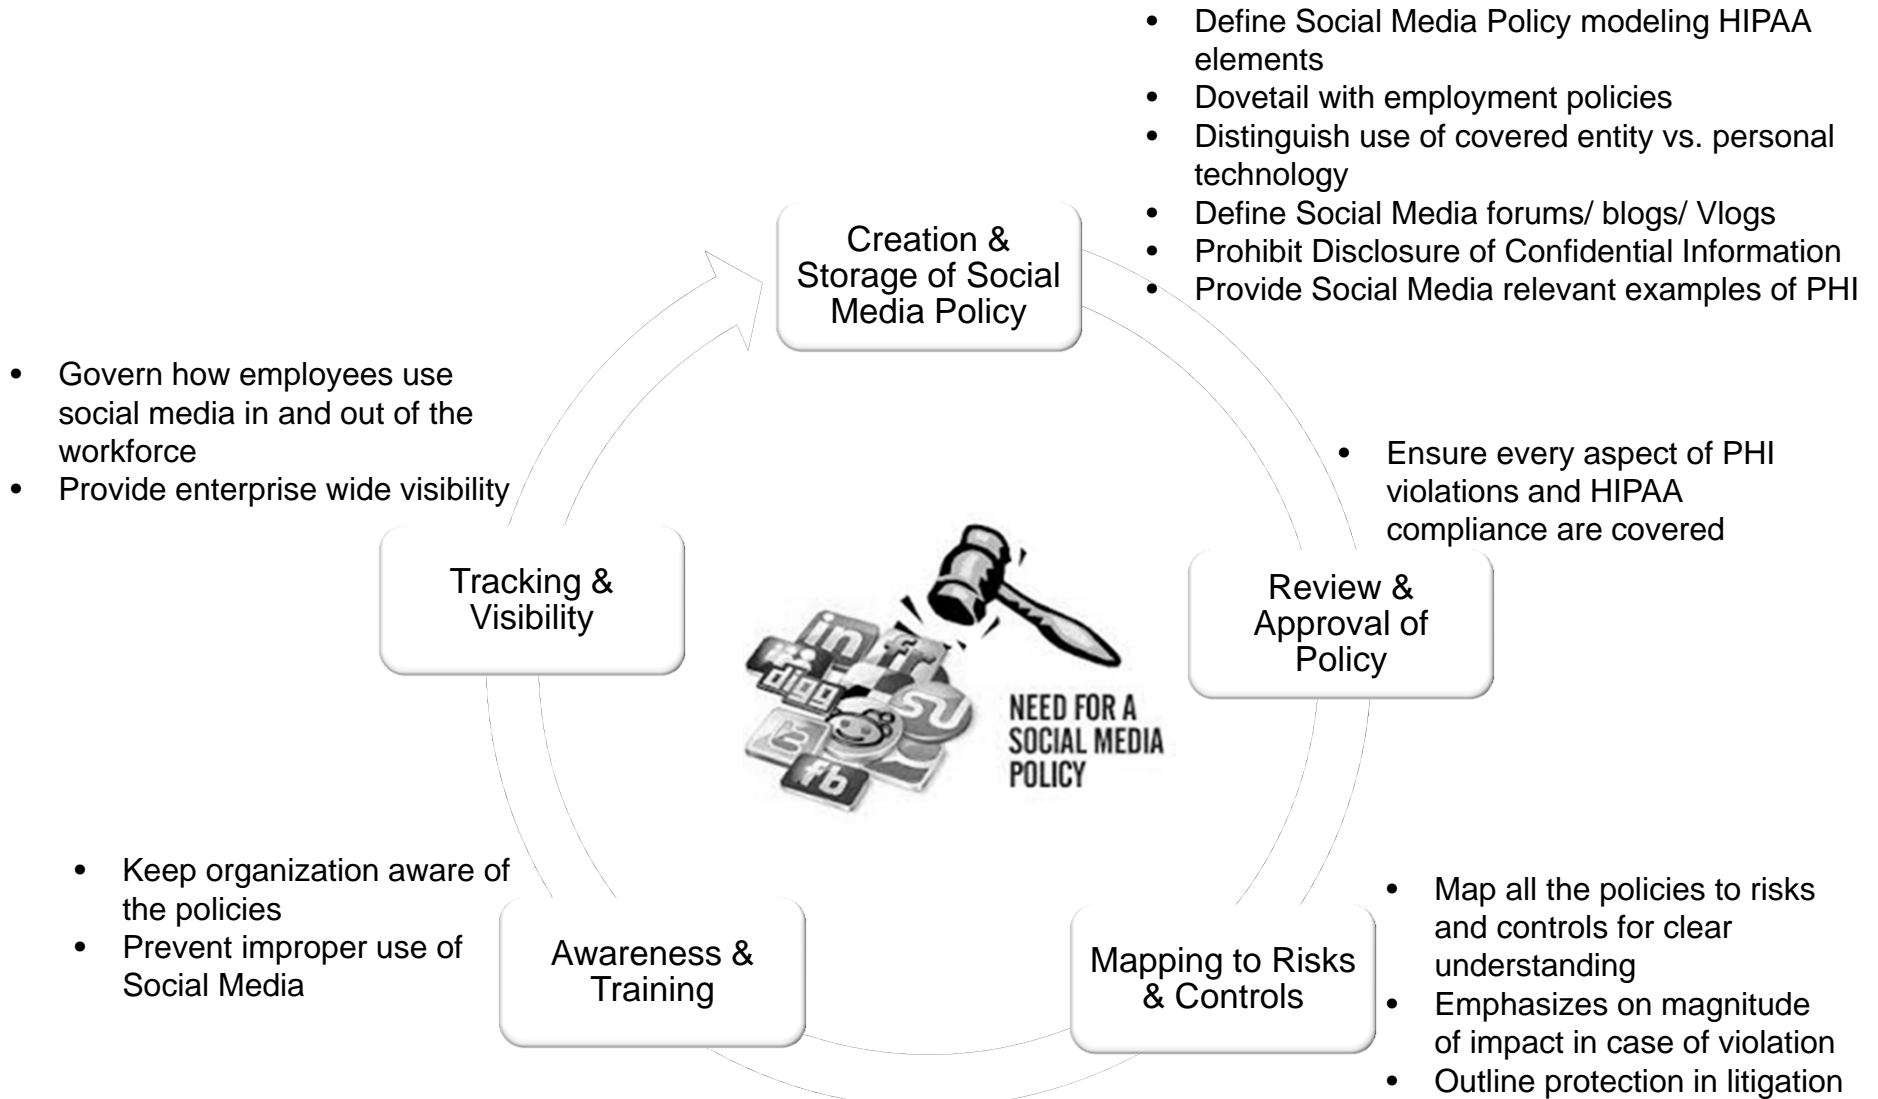 • Define Social Media Policy modeling HIPAA
elements
• Dovetail with employment policies
• Distinguish use of covered entity vs. personal
technology
• Define Social Media forums/ blogs/ Vlogs
• Prohibit Disclosure of Confidential Information
• Provide Social Media relevant examples of PHI
Creation &
Storage of Social
Media Policy
• Ensure every aspect of PHI
violations and HIPAA
compliance are covered
Review &
Approval of
Policy
• Map all the policies to risks
and controls for clear
understanding
• Emphasizes on magnitude
of impact in case of violation
• Outline protection in litigation
Mapping to Risks
& Controls
• Keep organization aware of
the policies
• Prevent improper use of
Social Media
Awareness &
Training
• Govern how employees use
social media in and out of the
workforce
• Provide enterprise wide visibility
Tracking &
Visibility
in
digg
fb
NEED FOR A
SOCIAL MEDIA
POLICY